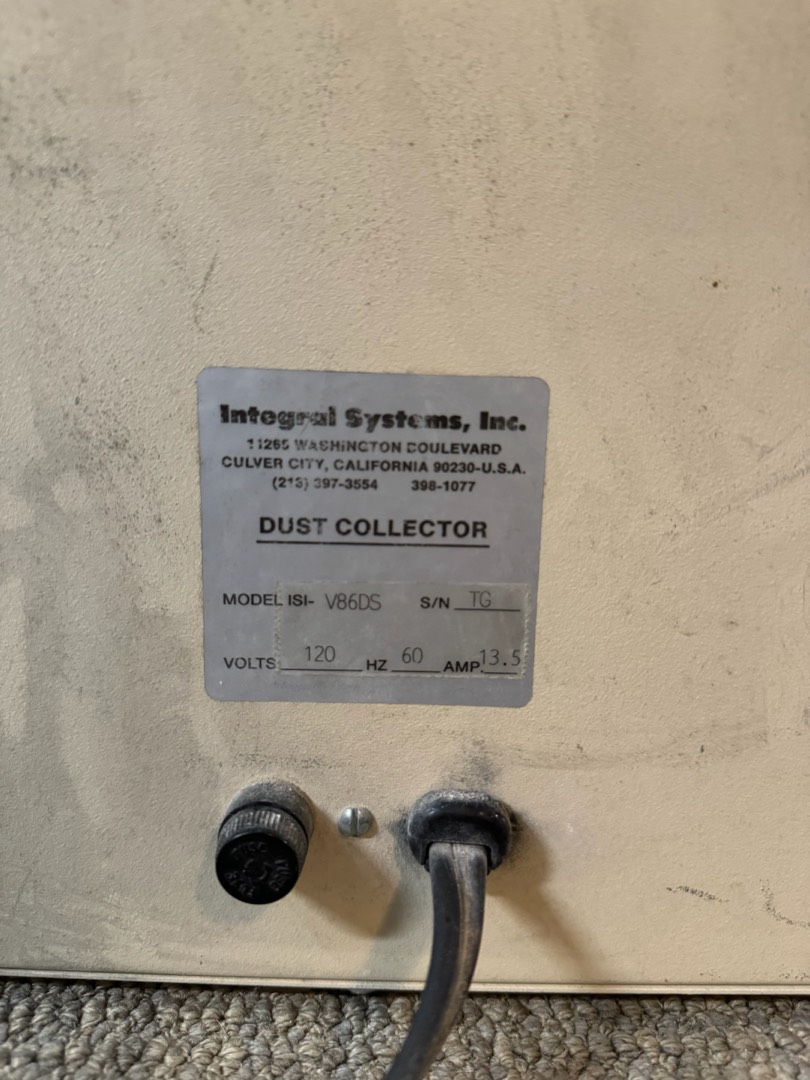 Integral Systems, Inc.
11265 WASHINGTON BOULEVARD
CULVER CITY, CALIFORNIA 90230-U.S.A.
(213) 397-3554 398-1077
DUST COLLECTOR
MODEL ISI- V86DS S/N TG
VOLTS 120 HZ 60 AMP 13.5